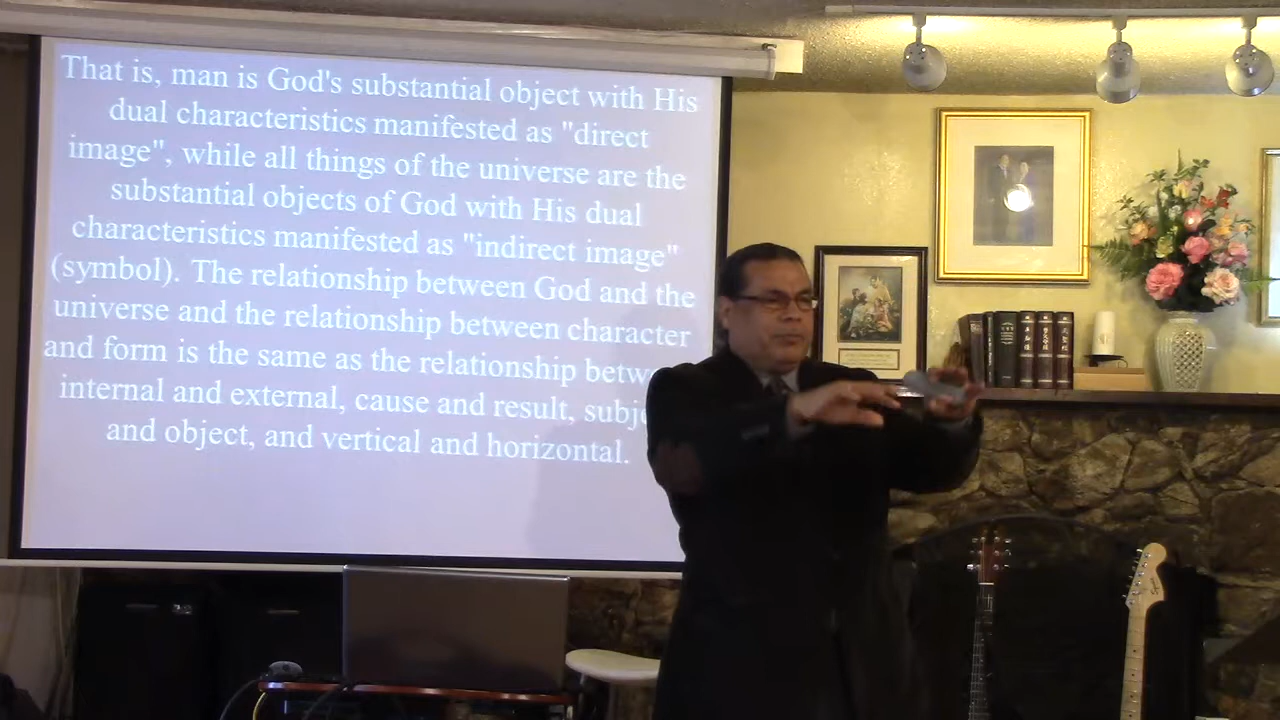 That is, man is God's substantial object with His
dual characteristics manifested as "direct
image", while all things of the universe are the
substantial objects of God with His dual
characteristics manifested as "indirect image"
(symbol). The relationship between God and the
universe and the relationship between character
and form is the same as the relationship
internal and external, cause and result,
and object, and vertical and horizontal.